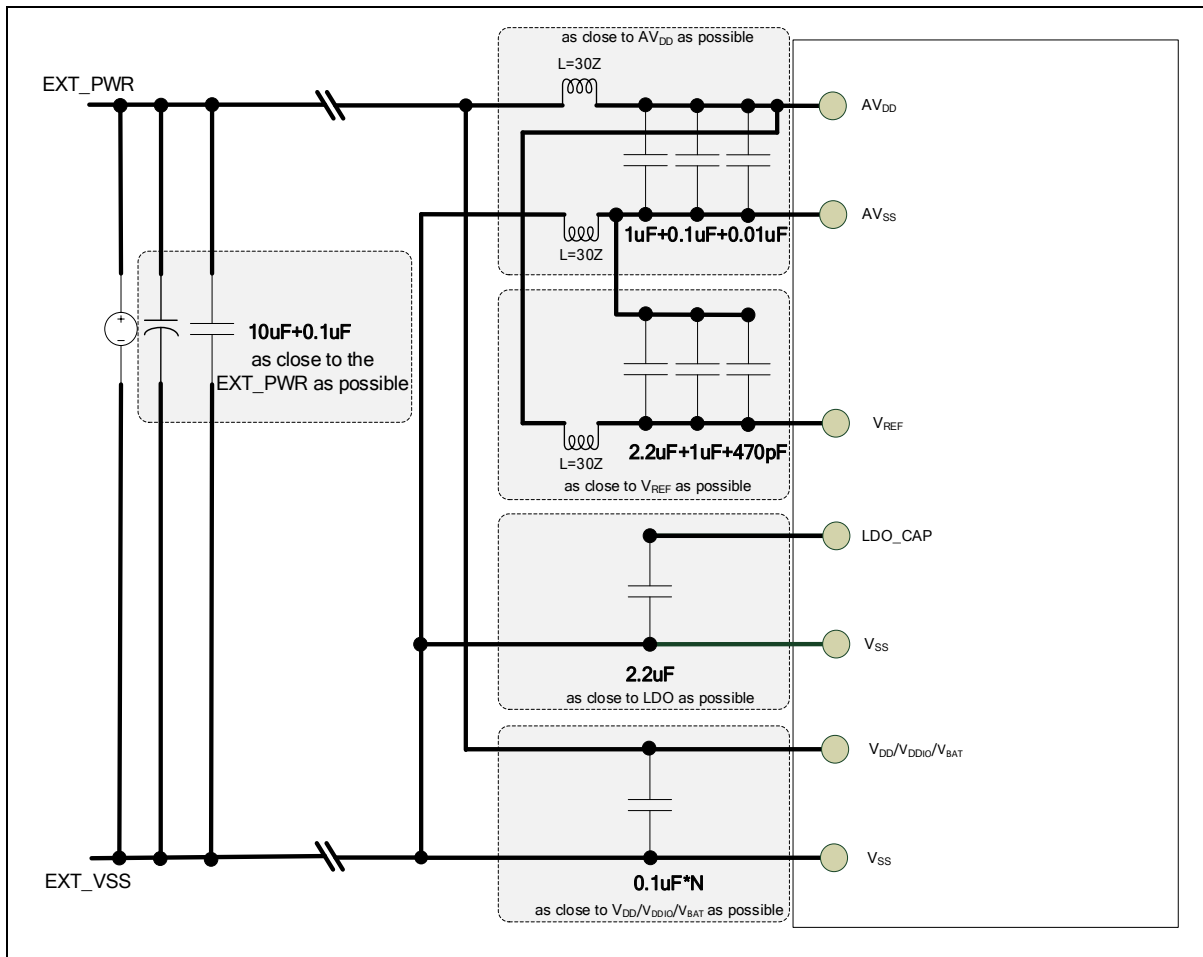 as close to AVDD as possible
L=30Z
EXT_PWR
AVDD
AVSS
1uF+0.1uF+0.01uF
L=30Z
+
−
10uF+0.1uF
as close to the
EXT_PWR as possible
VREF
2.2uF+1uF+470pF
L=30Z
as close to VREF as possible
LDO_CAP
VSS
2.2uF
as close to LDO as possible
VDD/VDDIO/VBAT
VSS
EXT_VSS
0.1uF*N
as close to VDD/VDDIO/VBAT as possible